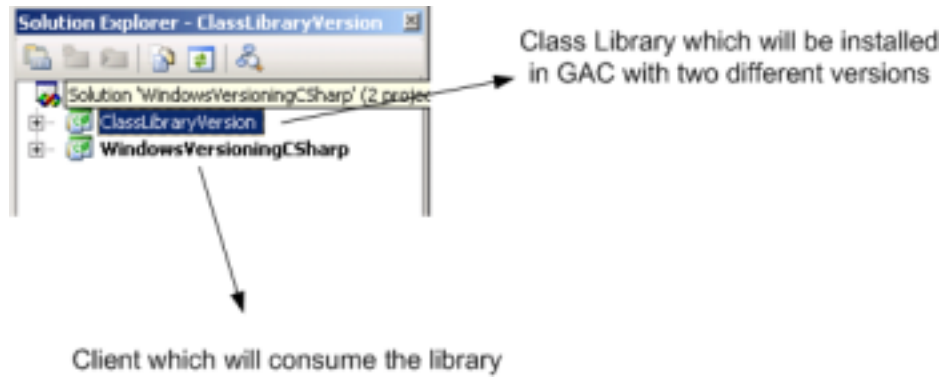 Solution Explorer - ClassLibraryVersion
Class Library which will be installed
in GAC with two different versions
Solution 'WindowsVersioningCSharp' (2 projec
ClassLibraryVersion
WindowsVersioningCSharp
Client which will consume the library